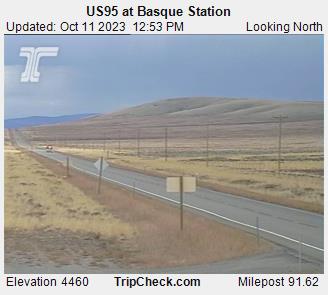 US95 at Basque Station
Updated: Oct 11 2023 12:53 PM Looking North
Elevation 4460 TripCheck.com Milepost 91.62